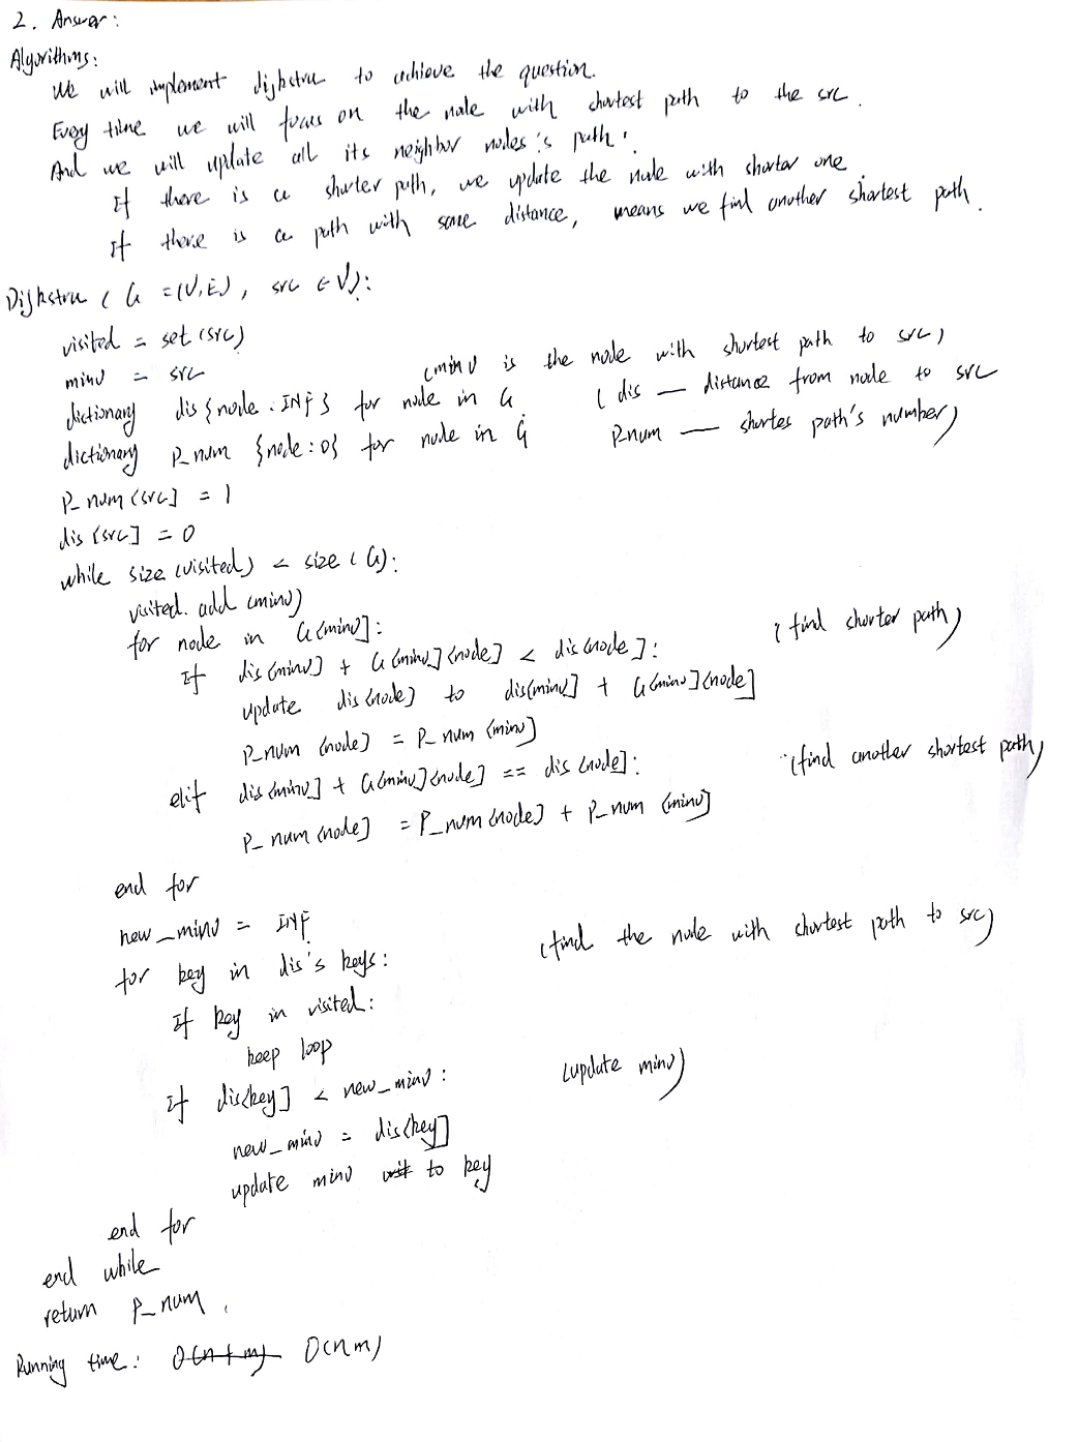 2. Answer:
Algorithms:
We will implement dijkstra to achieve the question.
Every time we will focus on the node with shortest path to the src.
And we will update all its neighbor nodes's path.
If there is a shorter path, we update the node with shorter one.
If there is a path with same distance, means we find another shortest path.
Dijkstra (G =(V,E), src ∈ V):
visited = set(src)
minv = src (minv is the node with shortest path to src)
dictionary dis{node:INF} for node in G (dis — distance from node to src
dictionary P_num {node:0} for node in G P_num — shortes path's number)
P_num[src] = 1
dis[src] = 0
while size(visited) < size(G):
visited.add(minv)
for node in G[minv]:
If dis[minv] + G[minv][node] < dis[node]: (find shorter path)
update dis[node] to dis[minv] + G[minv][node]
P_num[node] = P_num[minv]
elif dis[minv] + G[minv][node] == dis[node]: (find another shortest path)
P_num[node] = P_num[node] + P_num[minv]
end for
new_minv = INF
for key in dis's keys: (find the node with shortest path to src)
If key in visited:
keep loop
If dis[key] < new_minv: (update minv)
new_minv = dis[key]
update minv to key
end for
end while
return P_num.
Running time: O(n+m) O(nm)